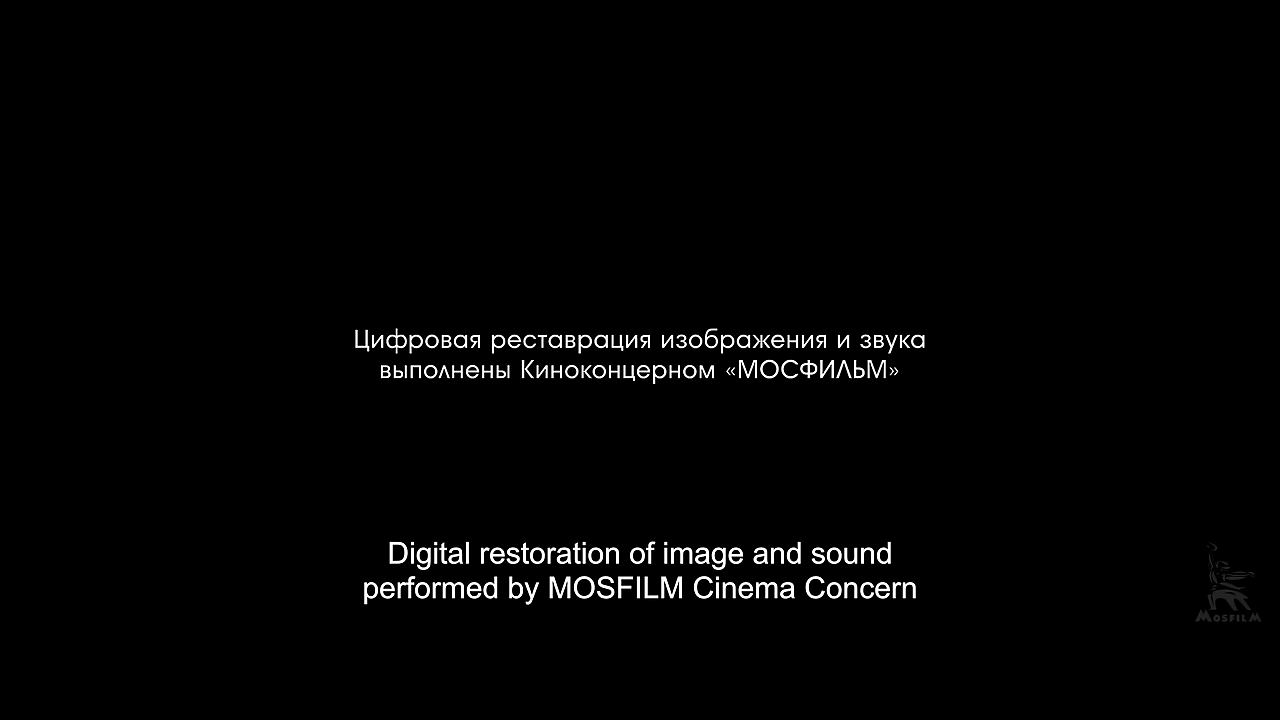 Цифровая реставрация изображения и звука
выполнены Киноконцерном «МОСФИЛЬМ»
Digital restoration of image and sound
performed by MOSFILM Cinema Concern
MOSFILM